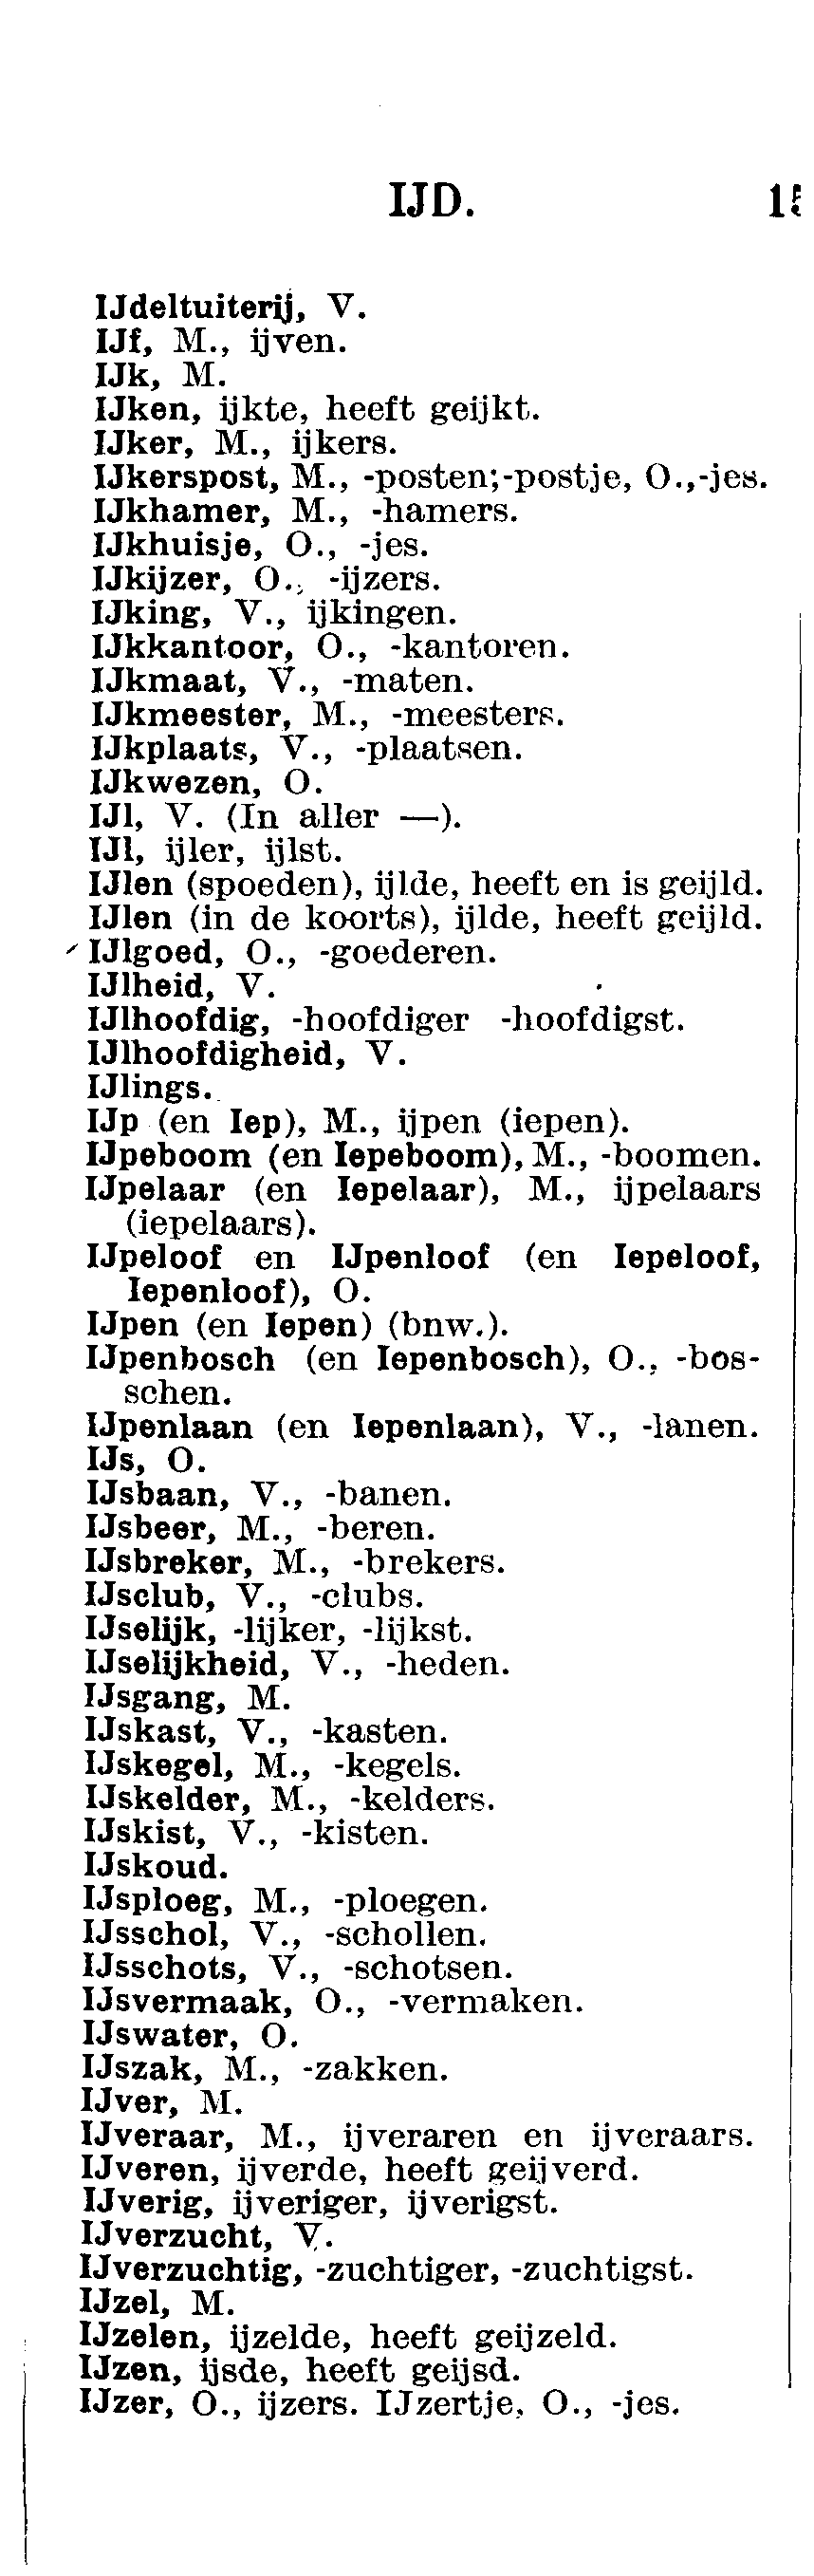 IJD.
IJdeltuiterij, V.
IJf, M., ijven.
IJk, M.
IJken, ijkte, heeft geijkt.
IJker, M., ijkers.
IJkerspost, M., -posten;-postje, O.,-jes.
IJkhamer, M., -hamers.
IJkhuisje, O., -jes.
IJkijzer, O., -ijzers.
IJking, V., ijkingen.
IJkkantoor, O., -kantoren.
IJkmaat, V., -maten.
IJkmeester, M., -meesters.
IJkplaats, V., -plaatsen.
IJkwezen, O.
IJl, V. (In aller —).
IJl, ijler, ijlst.
IJlen (spoeden), ijlde, heeft en is geijld.
IJlen (in de koorts), ijlde, heeft geijld.
IJlgoed, O., -goederen.
IJlheid, V.
IJlhoofdig, -hoofdiger -hoofdigst.
IJlhoofdigheid, V.
IJlings.
IJp (en Iep), M., ijpen (iepen).
IJpeboom (en Iepeboom), M., -boomen.
IJpelaar (en Iepelaar), M., ijpelaars
(iepelaars).
IJpeloof en IJpenloof (en Iepeloof,
Iepenloof), O.
IJpen (en Iepen) (bnw.).
IJpenbosch (en Iepenbosch), O., -bos-
schen.
IJpenlaan (en Iepenlaan), V., -lanen.
IJs, O.
IJsbaan, V., -banen.
IJsbeer, M., -beren.
IJsbreker, M., -brekers.
IJsclub, V., -clubs.
IJselijk, -lijker, -lijkst.
IJselijkheid, V., -heden.
IJsgang, M.
IJskast, V., -kasten.
IJskegel, M., -kegels.
IJskelder, M., -kelders.
IJskist, V., -kisten.
IJskoud.
IJsploeg, M., -ploegen.
IJsschol, V., -schollen.
IJsschots, V., -schotsen.
IJsvermaak, O., -vermaken.
IJswater, O.
IJszak, M., -zakken.
IJver, M.
IJveraar, M., ijveraren en ijveraars.
IJveren, ijverde, heeft geijverd.
IJverig, ijveriger, ijverigst.
IJverzucht, V.
IJverzuchtig, -zuchtiger, -zuchtigst.
IJzel, M.
IJzelen, ijzelde, heeft geijzeld.
IJzen, ijsde, heeft geijsd.
IJzer, O., ijzers. IJzertje, O., -jes.